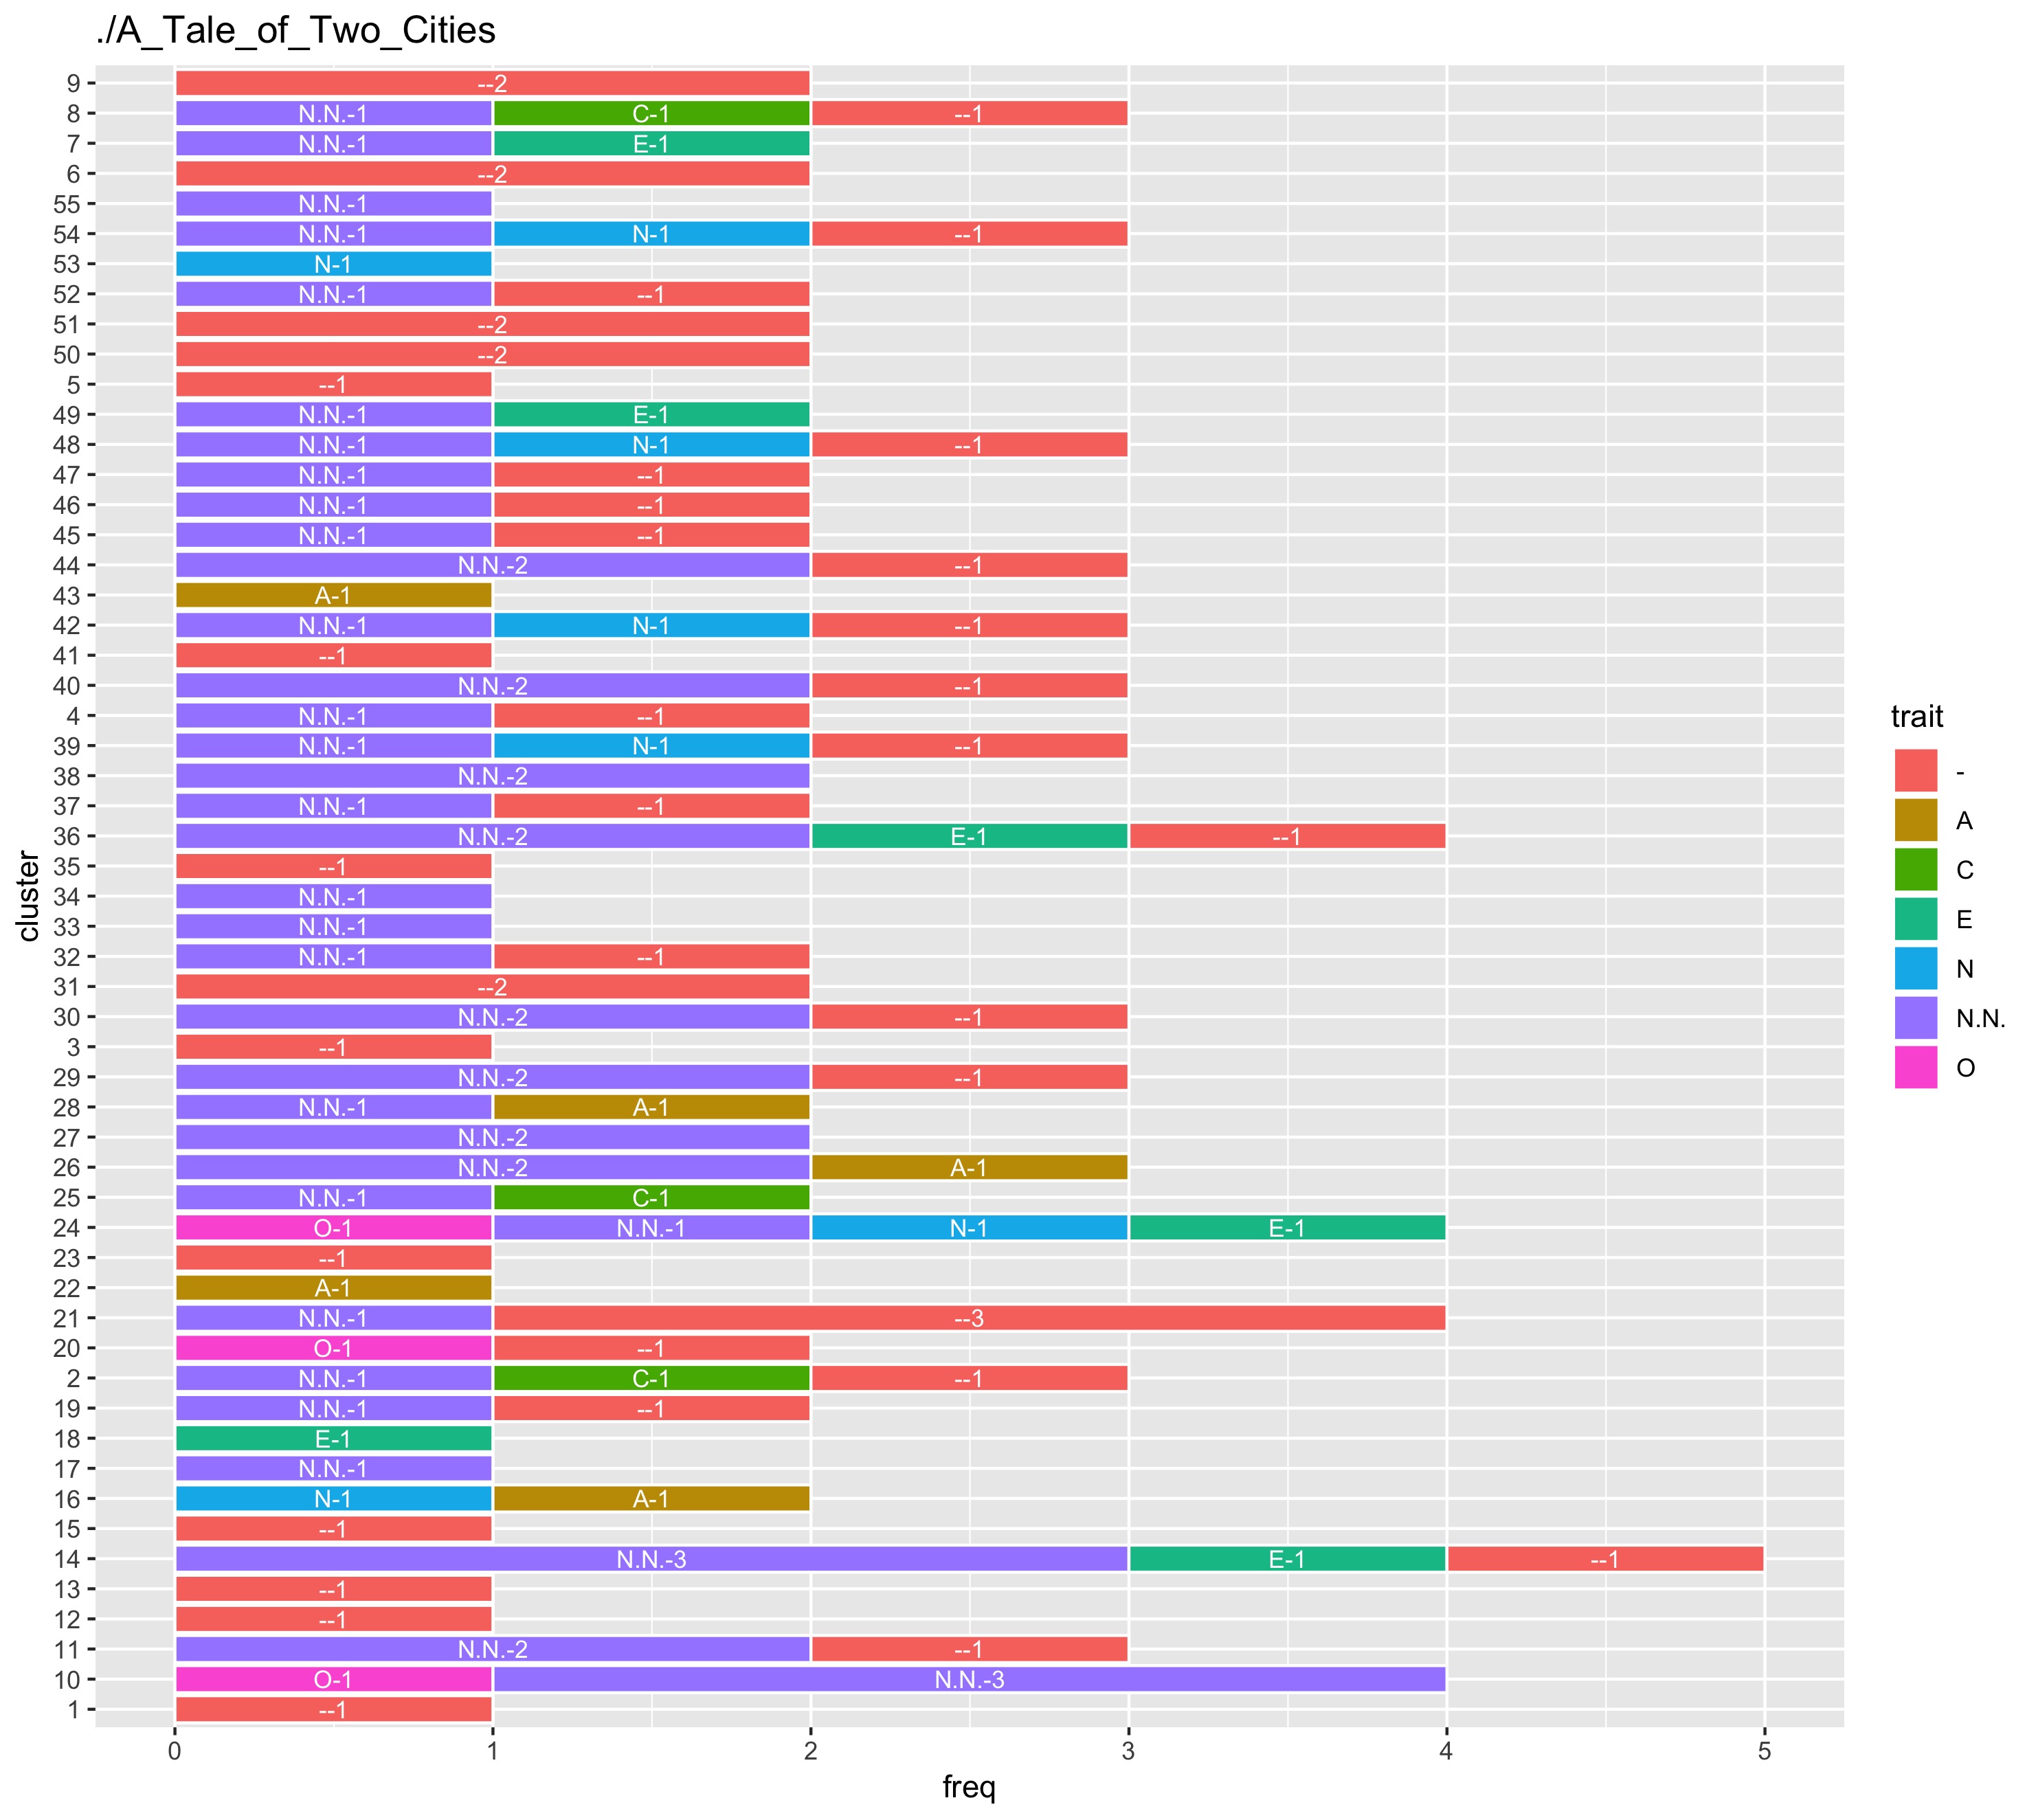 ./A_Tale_of_Two_Cities
9 --2
8 N.N.-1 C-1 --1
7 N.N.-1 E-1
6 --2
55 N.N.-1
54 N.N.-1 N-1 --1
53 N-1
52 N.N.-1 --1
51 --2
50 --2
5 --1
49 N.N.-1 E-1
48 N.N.-1 N-1 --1
47 N.N.-1 --1
46 N.N.-1 --1
45 N.N.-1 --1
44 N.N.-2 --1
43 A-1
42 N.N.-1 N-1 --1
41 --1
40 N.N.-2 --1
4 N.N.-1 --1
39 N.N.-1 N-1 --1
38 N.N.-2
37 N.N.-1 --1
36 N.N.-2 E-1 --1
35 --1
34 N.N.-1
33 N.N.-1
32 N.N.-1 --1
31 --2
30 N.N.-2 --1
3 --1
29 N.N.-2 --1
28 N.N.-1 A-1
27 N.N.-2
26 N.N.-2 A-1
25 N.N.-1 C-1
24 O-1 N.N.-1 N-1 E-1
23 --1
22 A-1
21 N.N.-1 --3
20 O-1 --1
2 N.N.-1 C-1 --1
19 N.N.-1 --1
18 E-1
17 N.N.-1
16 N-1 A-1
15 --1
14 N.N.-3 E-1 --1
13 --1
12 --1
11 N.N.-2 --1
10 O-1 N.N.-3
1 --1
0 1 2 3 4 5
freq
cluster
trait
-
A
C
E
N
N.N.
O